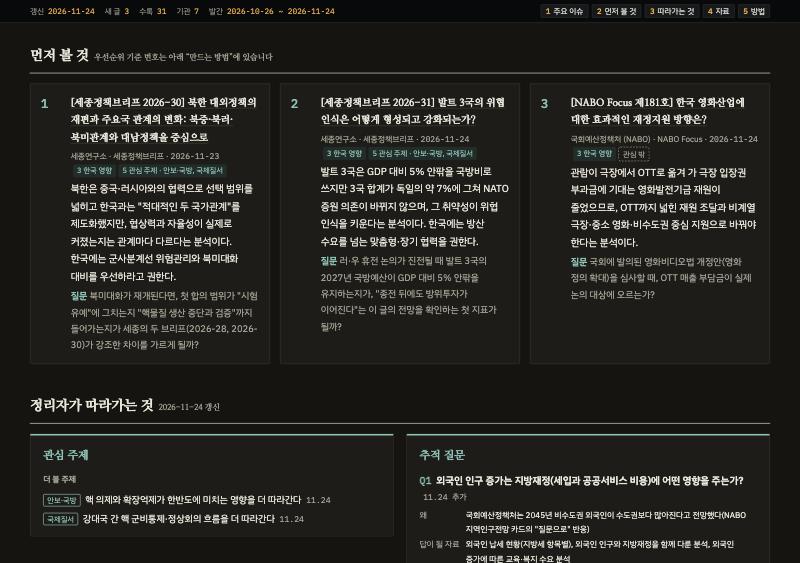 갱신 2026-11-24 새 글 3 수록 31 기관 7 발간 2026-10-26 ~ 2026-11-24
1 주요 이슈 2 먼저 볼 것 3 따라가는 것 4 자료 5 방법
먼저 볼 것 우선순위 기준 번호는 아래 "만드는 방법"에 있습니다
1
[세종정책브리프 2026-30] 북한 대외정책의
재편과 주요국 관계의 변화: 북중·북러·
북미관계와 대남정책을 중심으로
세종연구소 · 세종정책브리프 · 2026-11-23
3 한국 영향 5 관심 주제 · 안보·국방, 국제질서
북한은 중국·러시아와의 협력으로 선택 범위를
넓히고 한국과는 "적대적인 두 국가관계"를
제도화했지만, 협상력과 자율성이 실제로
커졌는지는 관계마다 다르다는 분석이다.
한국에는 군사분계선 위험관리와 북미대화
대비를 우선하라고 권한다.
질문 북미대화가 재개된다면, 첫 합의 범위가 "시험
유예"에 그치는지 "핵물질 생산 중단과 검증"까지
들어가는지가 세종의 두 브리프(2026-28, 2026-
30)가 강조한 차이를 가르게 될까?
2
[세종정책브리프 2026-31] 발트 3국의 위협
인식은 어떻게 형성되고 강화되는가?
세종연구소 · 세종정책브리프 · 2026-11-24
3 한국 영향 5 관심 주제 · 안보·국방, 국제질서
발트 3국은 GDP 대비 5% 안팎을 국방비로
쓰지만 3국 합계가 독일의 약 7%에 그쳐 NATO
증원 의존이 바뀌지 않으며, 그 취약성이 위협
인식을 키운다는 분석이다. 한국에는 방산
수요를 넘는 맞춤형·장기 협력을 권한다.
질문 러·우 휴전 논의가 진전될 때 발트 3국의
2027년 국방예산이 GDP 대비 5% 안팎을
유지하는지가, "종전 뒤에도 방위투자가
이어진다"는 이 글의 전망을 확인하는 첫 지표가
될까?
3
[NABO Focus 제181호] 한국 영화산업에
대한 효과적인 재정지원 방향은?
국회예산정책처 (NABO) · NABO Focus · 2026-11-24
3 한국 영향 관심 밖
관람이 극장에서 OTT로 옮겨 가 극장 입장권
부과금에 기대는 영화발전기금 재원이
줄었으므로, OTT까지 넓힌 재원 조달과 비계열
극장·중소 영화·비수도권 중심 지원으로 바꿔야
한다는 분석이다.
질문 국회에 발의된 영화비디오법 개정안(영화
정의 확대)을 심사할 때, OTT 매출 부담금이 실제
논의 대상에 오르는가?
정리자가 따라가는 것 2026-11-24 갱신
관심 주제
더 볼 주제
안보·국방 핵 의제와 확장억제가 한반도에 미치는 영향을 더 따라간다 11.24
국제질서 강대국 간 핵 군비통제·정상회의 흐름을 더 따라간다 11.24
추적 질문
Q1 외국인 인구 증가는 지방재정(세입과 공공서비스 비용)에 어떤 영향을 주는가?
11.24 추가
왜 국회예산정책처는 2045년 비수도권 외국인이 수도권보다 많아진다고 전망했다(NABO
지역인구전망 카드의 "질문으로" 반응)
답이 될 자료 외국인 납세 현황(지방세 항목별), 외국인 인구와 지방재정을 함께 다룬 분석, 외국인
증가에 따른 교육·복지 수요 분석